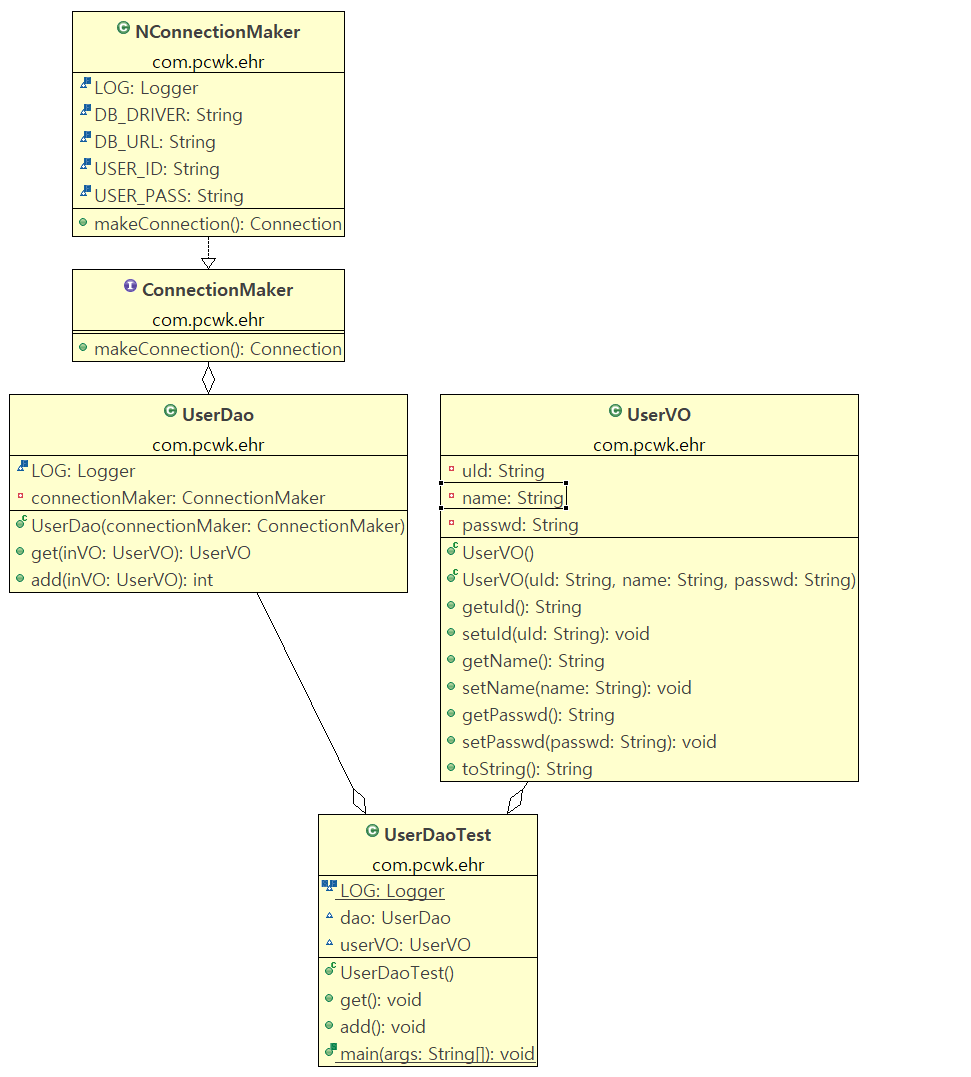 NConnectionMaker
com.pcwk.ehr
LOG: Logger
DB_DRIVER: String
DB_URL: String
USER_ID: String
USER_PASS: String
makeConnection(): Connection
ConnectionMaker
com.pcwk.ehr
makeConnection(): Connection
UserDao
com.pcwk.ehr
LOG: Logger
connectionMaker: ConnectionMaker
UserDao(connectionMaker: ConnectionMaker)
get(inVO: UserVO): UserVO
add(inVO: UserVO): int
UserVO
com.pcwk.ehr
uId: String
name: String
passwd: String
UserVO()
UserVO(uId: String, name: String, passwd: String)
getuId(): String
setuId(uId: String): void
getName(): String
setName(name: String): void
getPasswd(): String
setPasswd(passwd: String): void
toString(): String
UserDaoTest
com.pcwk.ehr
LOG: Logger
dao: UserDao
userVO: UserVO
UserDaoTest()
get(): void
add(): void
main(args: String[]): void